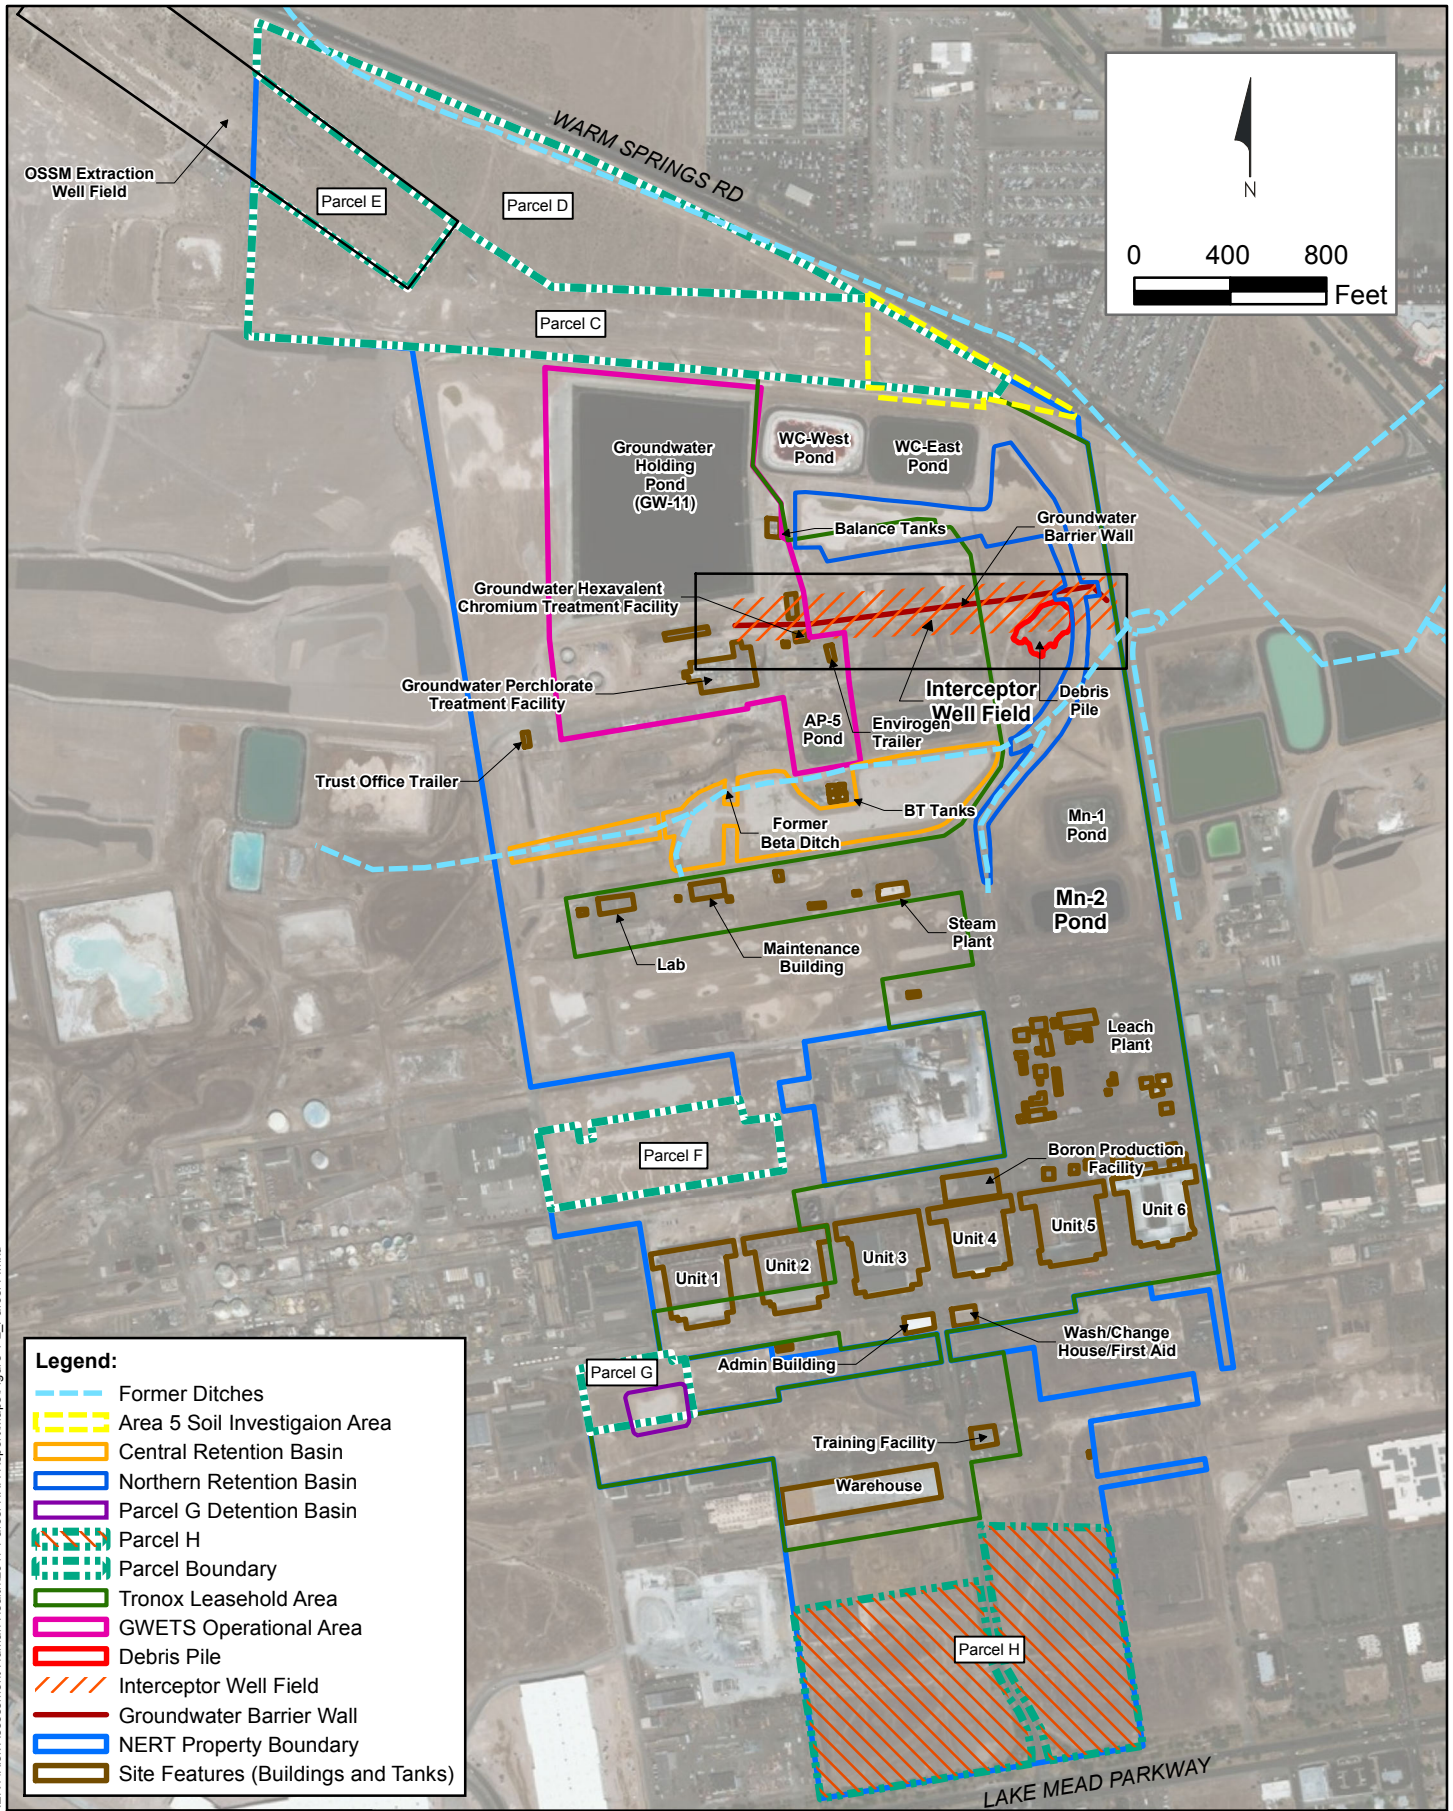 WARM SPRINGS RD
N
0 400 800
Feet
OSSM Extraction
Well Field
Parcel E
Parcel D
Parcel C
Groundwater
Holding
Pond
(GW-11)
WC-West
Pond
WC-East
Pond
Balance Tanks
Groundwater
Barrier Wall
Groundwater Hexavalent
Chromium Treatment Facility
Groundwater Perchlorate
Treatment Facility
Interceptor
Well Field
Debris
Pile
AP-5
Pond
Envirogen
Trailer
Trust Office Trailer
BT Tanks
Former
Beta Ditch
Mn-1
Pond
Mn-2
Pond
Steam
Plant
Maintenance
Building
Lab
Leach
Plant
Parcel F
Boron Production
Facility
Unit 1
Unit 2
Unit 3
Unit 4
Unit 5
Unit 6
Wash/Change
House/First Aid
Admin Building
Parcel G
Training Facility
Warehouse
Parcel H
LAKE MEAD PARKWAY
Legend:
Former Ditches
Area 5 Soil Investigaion Area
Central Retention Basin
Northern Retention Basin
Parcel G Detention Basin
Parcel H
Parcel Boundary
Tronox Leasehold Area
GWETS Operational Area
Debris Pile
Interceptor Well Field
Groundwater Barrier Wall
NERT Property Boundary
Site Features (Buildings and Tanks)